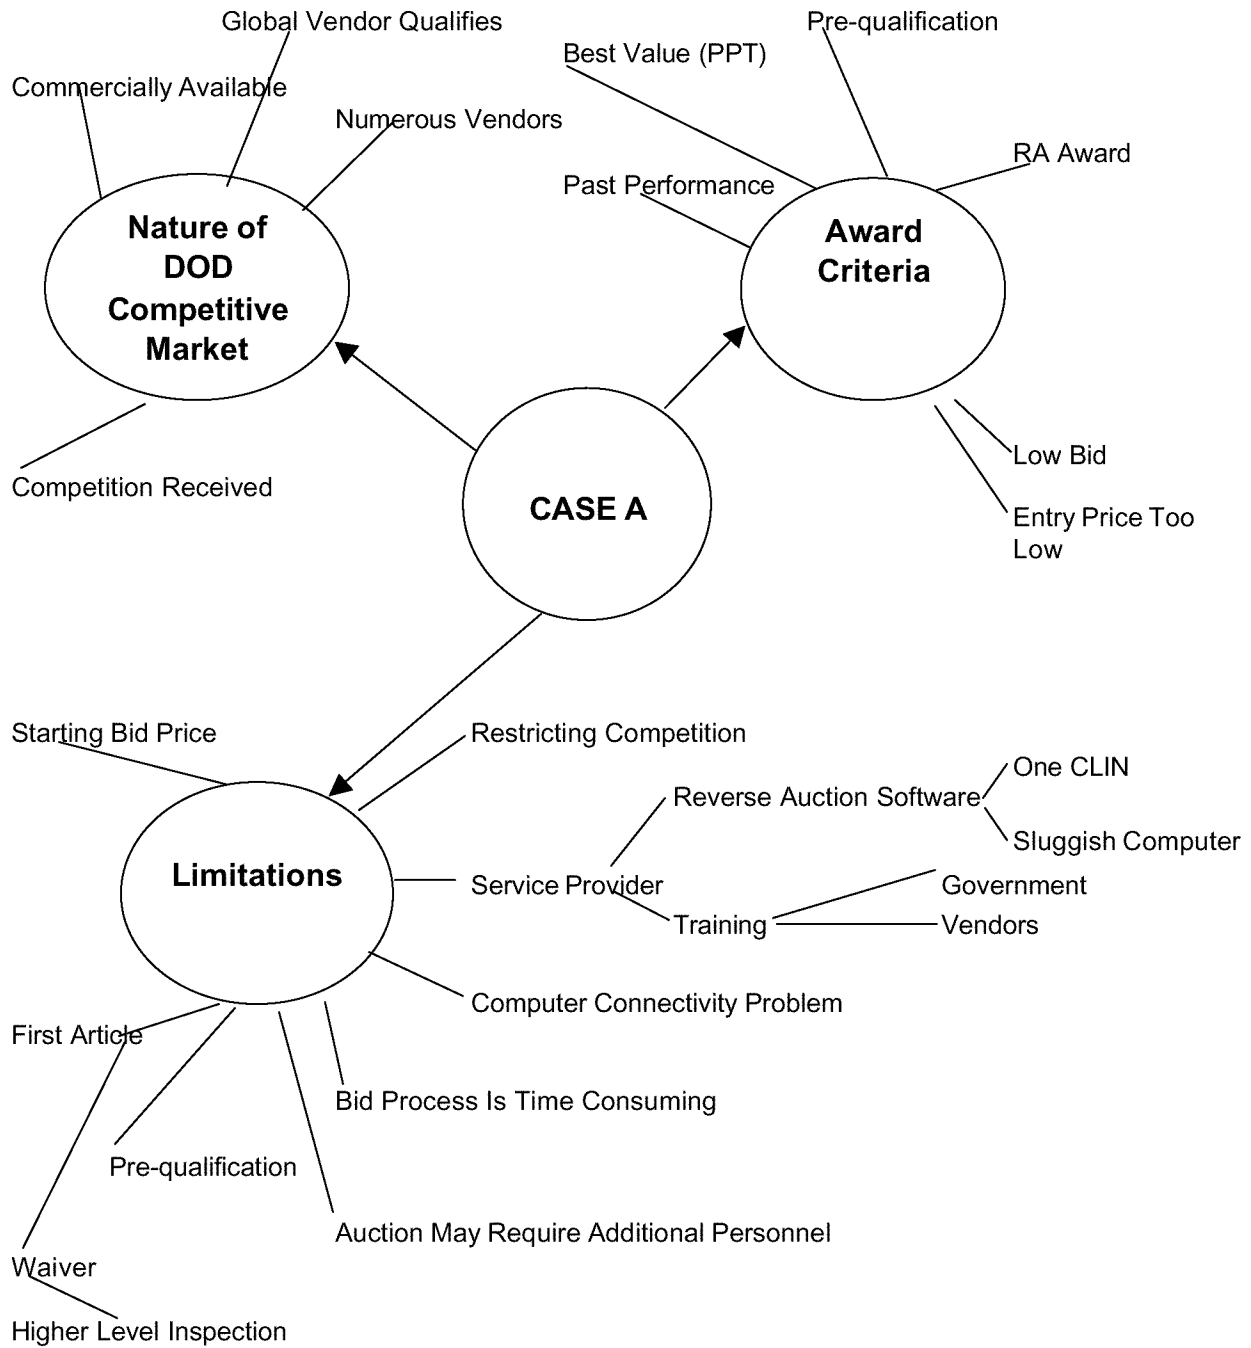 Global Vendor Qualifies
Pre-qualification
Best Value (PPT)
Commercially Available
Numerous Vendors
RA Award
Past Performance
Nature of
DOD
Competitive
Market
Award
Criteria
Low Bid
Competition Received
CASE A
Entry Price Too
Low
Starting Bid Price
Restricting Competition
One CLIN
Reverse Auction Software
Sluggish Computer
Limitations
Service Provider
Government
Training
Vendors
Computer Connectivity Problem
First Article
Bid Process Is Time Consuming
Pre-qualification
Auction May Require Additional Personnel
Waiver
Higher Level Inspection